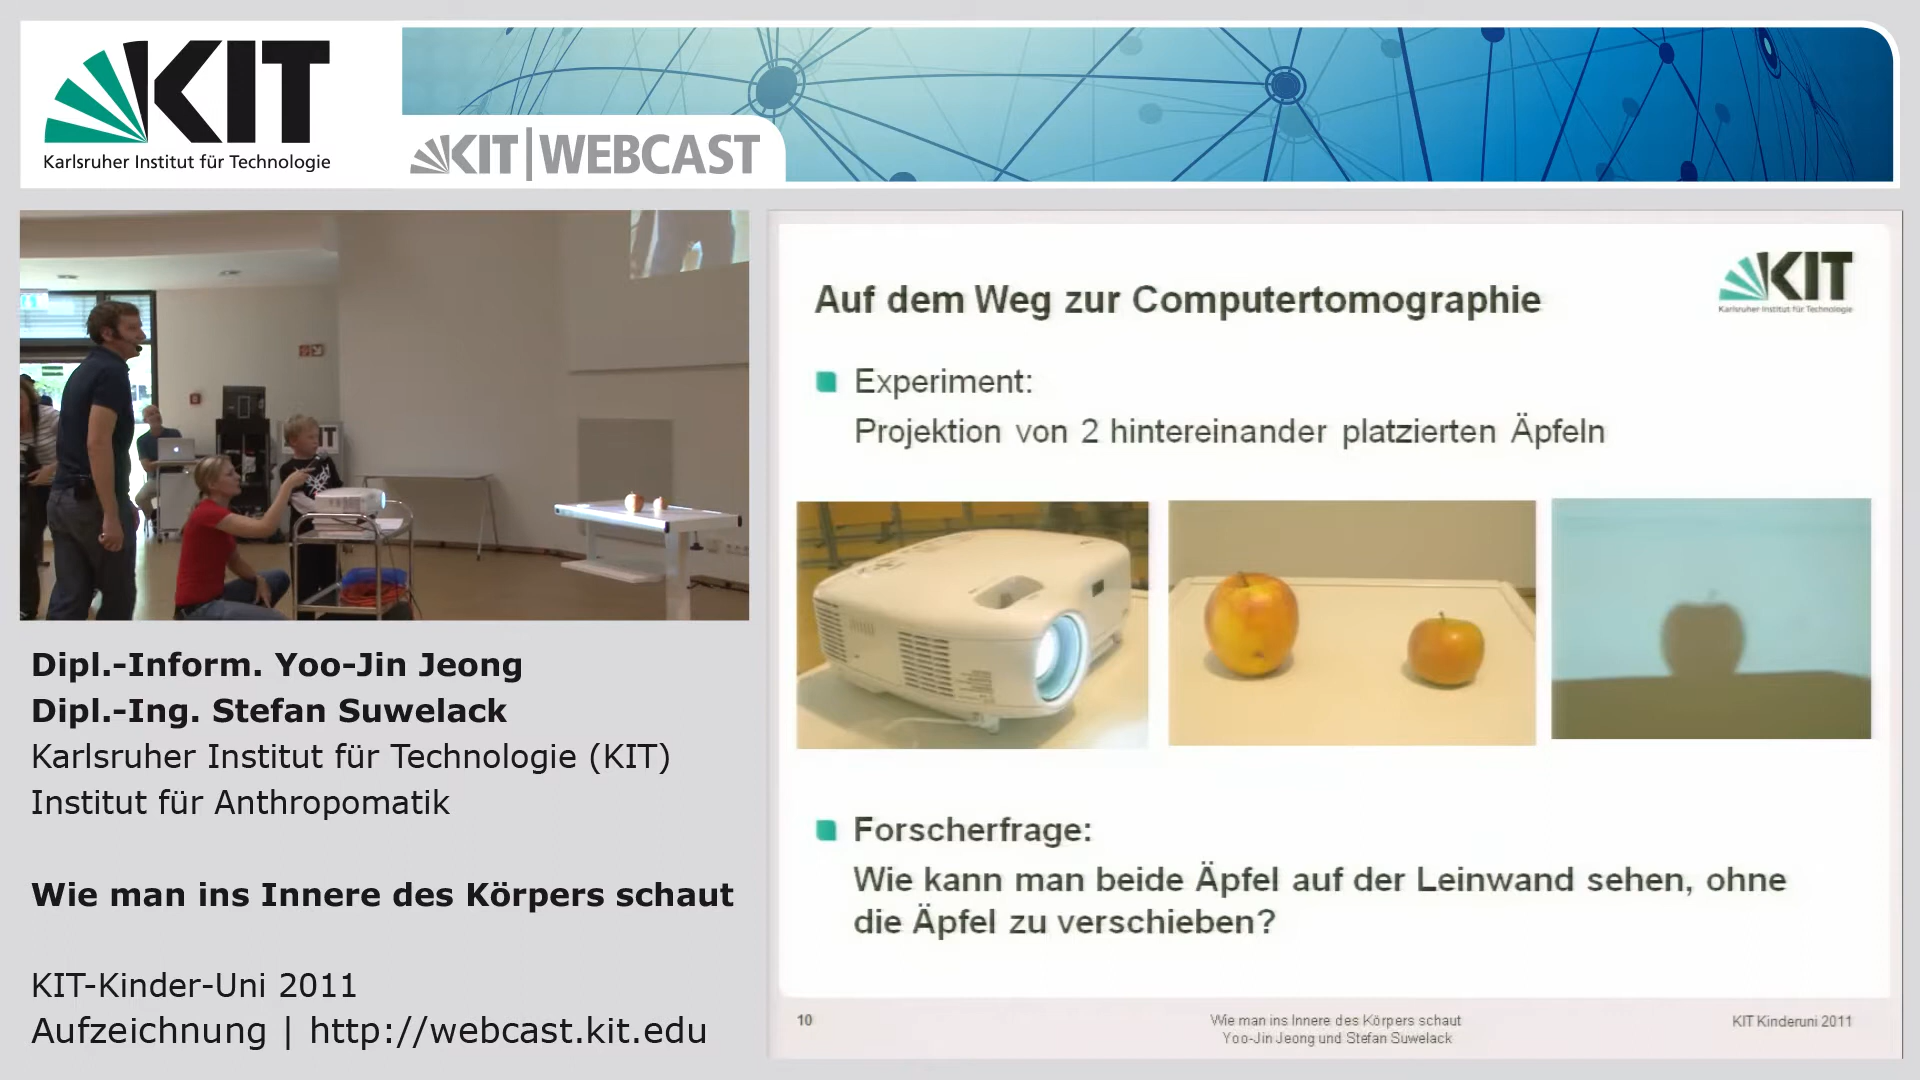 KIT
Karlsruher Institut für Technologie
KIT | WEBCAST
Dipl.-Inform. Yoo-Jin Jeong
Dipl.-Ing. Stefan Suwelack
Karlsruher Institut für Technologie (KIT)
Institut für Anthropomatik
Wie man ins Innere des Körpers schaut
KIT-Kinder-Uni 2011
Aufzeichnung | http://webcast.kit.edu
Auf dem Weg zur Computertomographie
KIT
Karlsruher Institut für Technologie
Experiment:
Projektion von 2 hintereinander platzierten Äpfeln
Forscherfrage:
Wie kann man beide Äpfel auf der Leinwand sehen, ohne
die Äpfel zu verschieben?
10
Wie man ins Innere des Körpers schaut
Yoo-Jin Jeong und Stefan Suwelack
KIT Kinderuni 2011